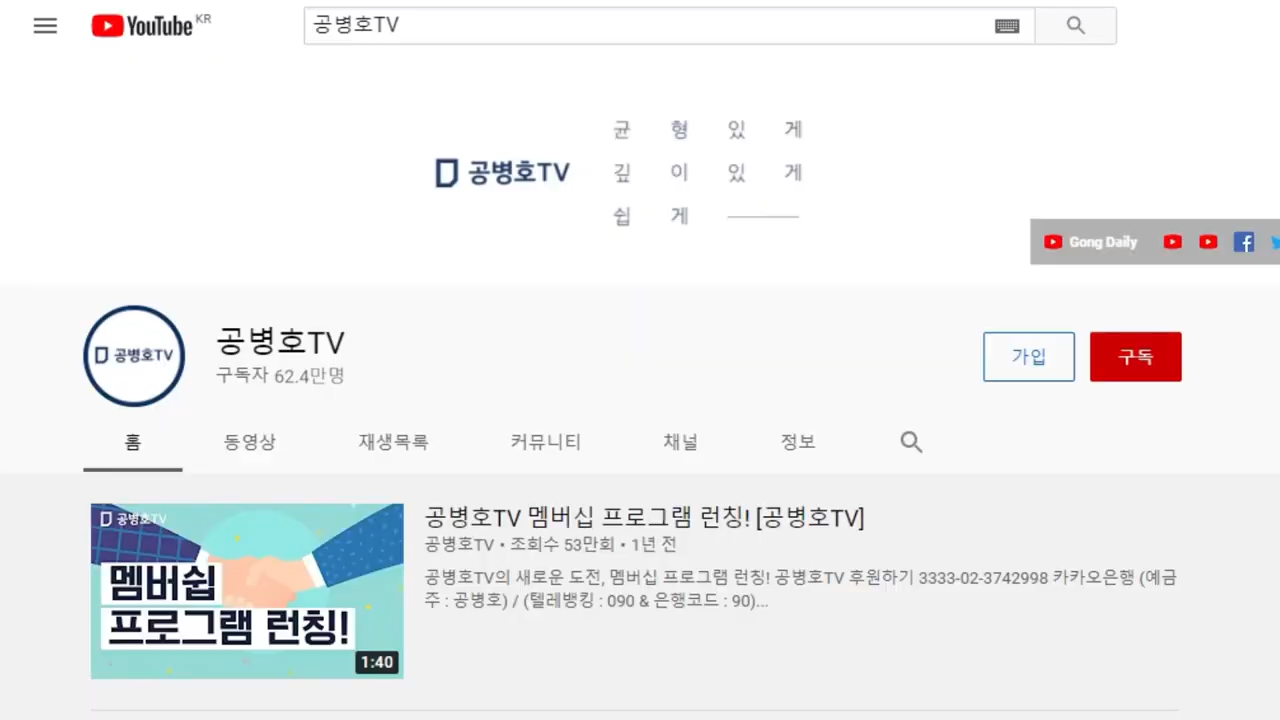 YouTube KR
공병호TV
균 형 있 게
공병호TV
깊 이 있 게
쉽 게
Gong Daily
공병호TV
공병호TV
구독자 62.4만명
가입
구독
홈
동영상
재생목록
커뮤니티
채널
정보
공병호TV
멤버쉽
프로그램 런칭!
1:40
공병호TV 멤버십 프로그램 런칭! [공병호TV]
공병호TV • 조회수 53만회 • 1년 전
공병호TV의 새로운 도전, 멤버십 프로그램 런칭! 공병호TV 후원하기 3333-02-3742998 카카오은행 (예금
주 : 공병호) / (텔레뱅킹 : 090 & 은행코드 : 90)...